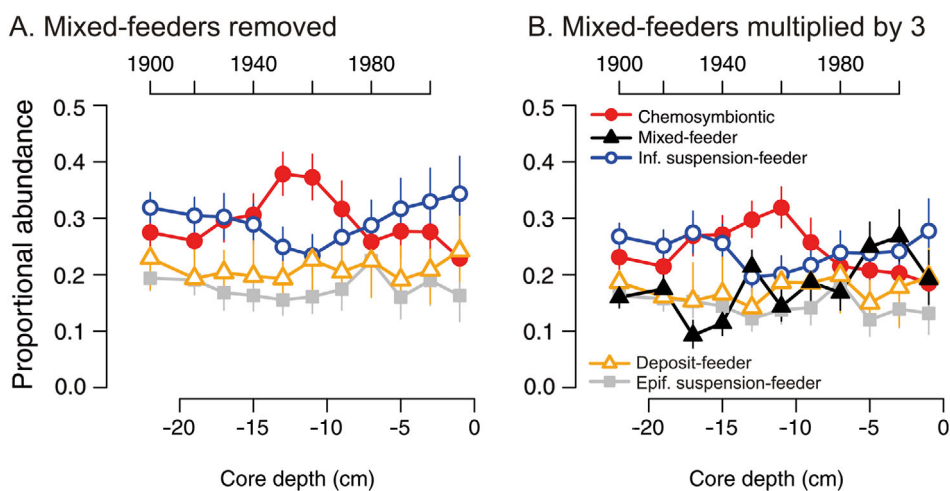 A. Mixed-feeders removed
B. Mixed-feeders multiplied by 3
1900 1940 1980
1900 1940 1980
Proportional abundance
0.5
0.4
0.3
0.2
0.1
0.0
0.5
0.4
0.3
0.2
0.1
0.0
Chemosymbiontic
Mixed-feeder
Inf. suspension-feeder
Deposit-feeder
Epif. suspension-feeder
-20 -15 -10 -5 0
-20 -15 -10 -5 0
Core depth (cm)
Core depth (cm)